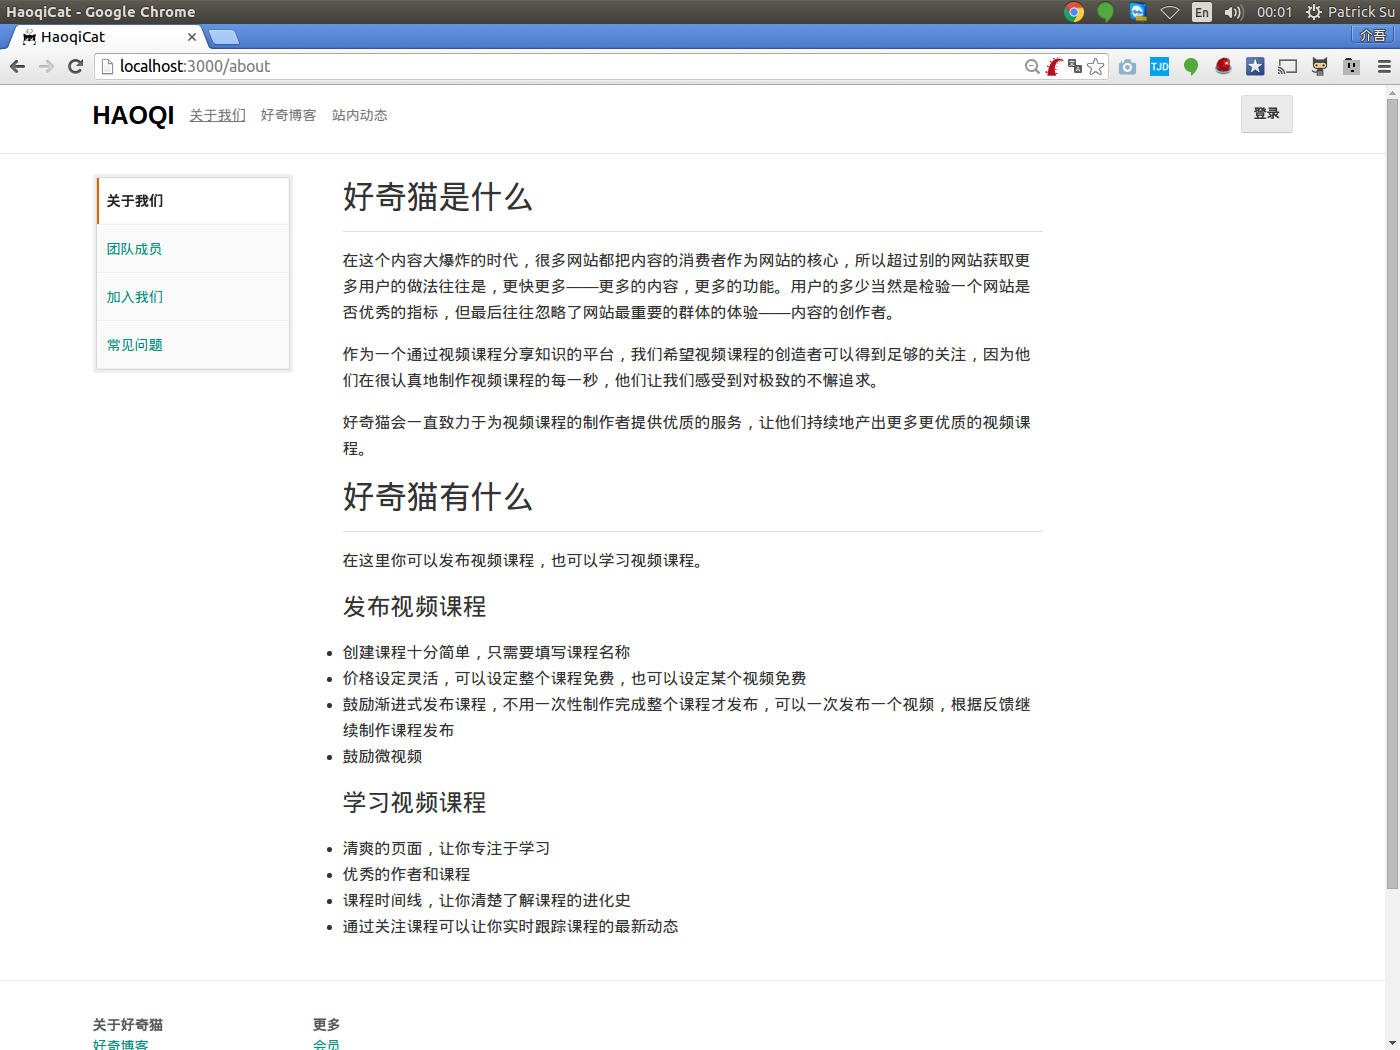 HaoqiCat - Google Chrome
En
00:01
Patrick Su
HaoqiCat
介吾
localhost:3000/about
TJD
HAOQI
关于我们
好奇博客
站内动态
登录
关于我们
团队成员
加入我们
常见问题
好奇猫是什么
在这个内容大爆炸的时代，很多网站都把内容的消费者作为网站的核心，所以超过别的网站获取更
多用户的做法往往是，更快更多——更多的内容，更多的功能。用户的多少当然是检验一个网站是
否优秀的指标，但最后往往忽略了网站最重要的群体的体验——内容的创作者。
作为一个通过视频课程分享知识的平台，我们希望视频课程的创造者可以得到足够的关注，因为他
们在很认真地制作视频课程的每一秒，他们让我们感受到对极致的不懈追求。
好奇猫会一直致力于为视频课程的制作者提供优质的服务，让他们持续地产出更多更优质的视频课
程。
好奇猫有什么
在这里你可以发布视频课程，也可以学习视频课程。
发布视频课程
创建课程十分简单，只需要填写课程名称
价格设定灵活，可以设定整个课程免费，也可以设定某个视频免费
鼓励渐进式发布课程，不用一次性制作完成整个课程才发布，可以一次发布一个视频，根据反馈继
续制作课程发布
鼓励微视频
学习视频课程
清爽的页面，让你专注于学习
优秀的作者和课程
课程时间线，让你清楚了解课程的进化史
通过关注课程可以让你实时跟踪课程的最新动态
关于好奇猫
更多
好奇博客
会员